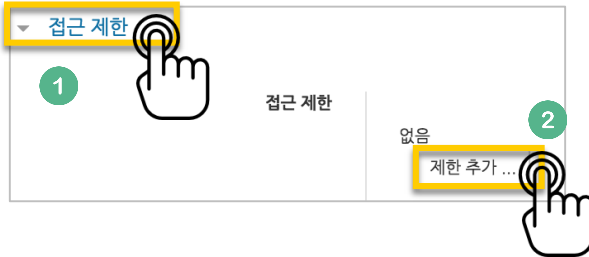 접근 제한
1
접근 제한
2
없음
제한 추가 ...